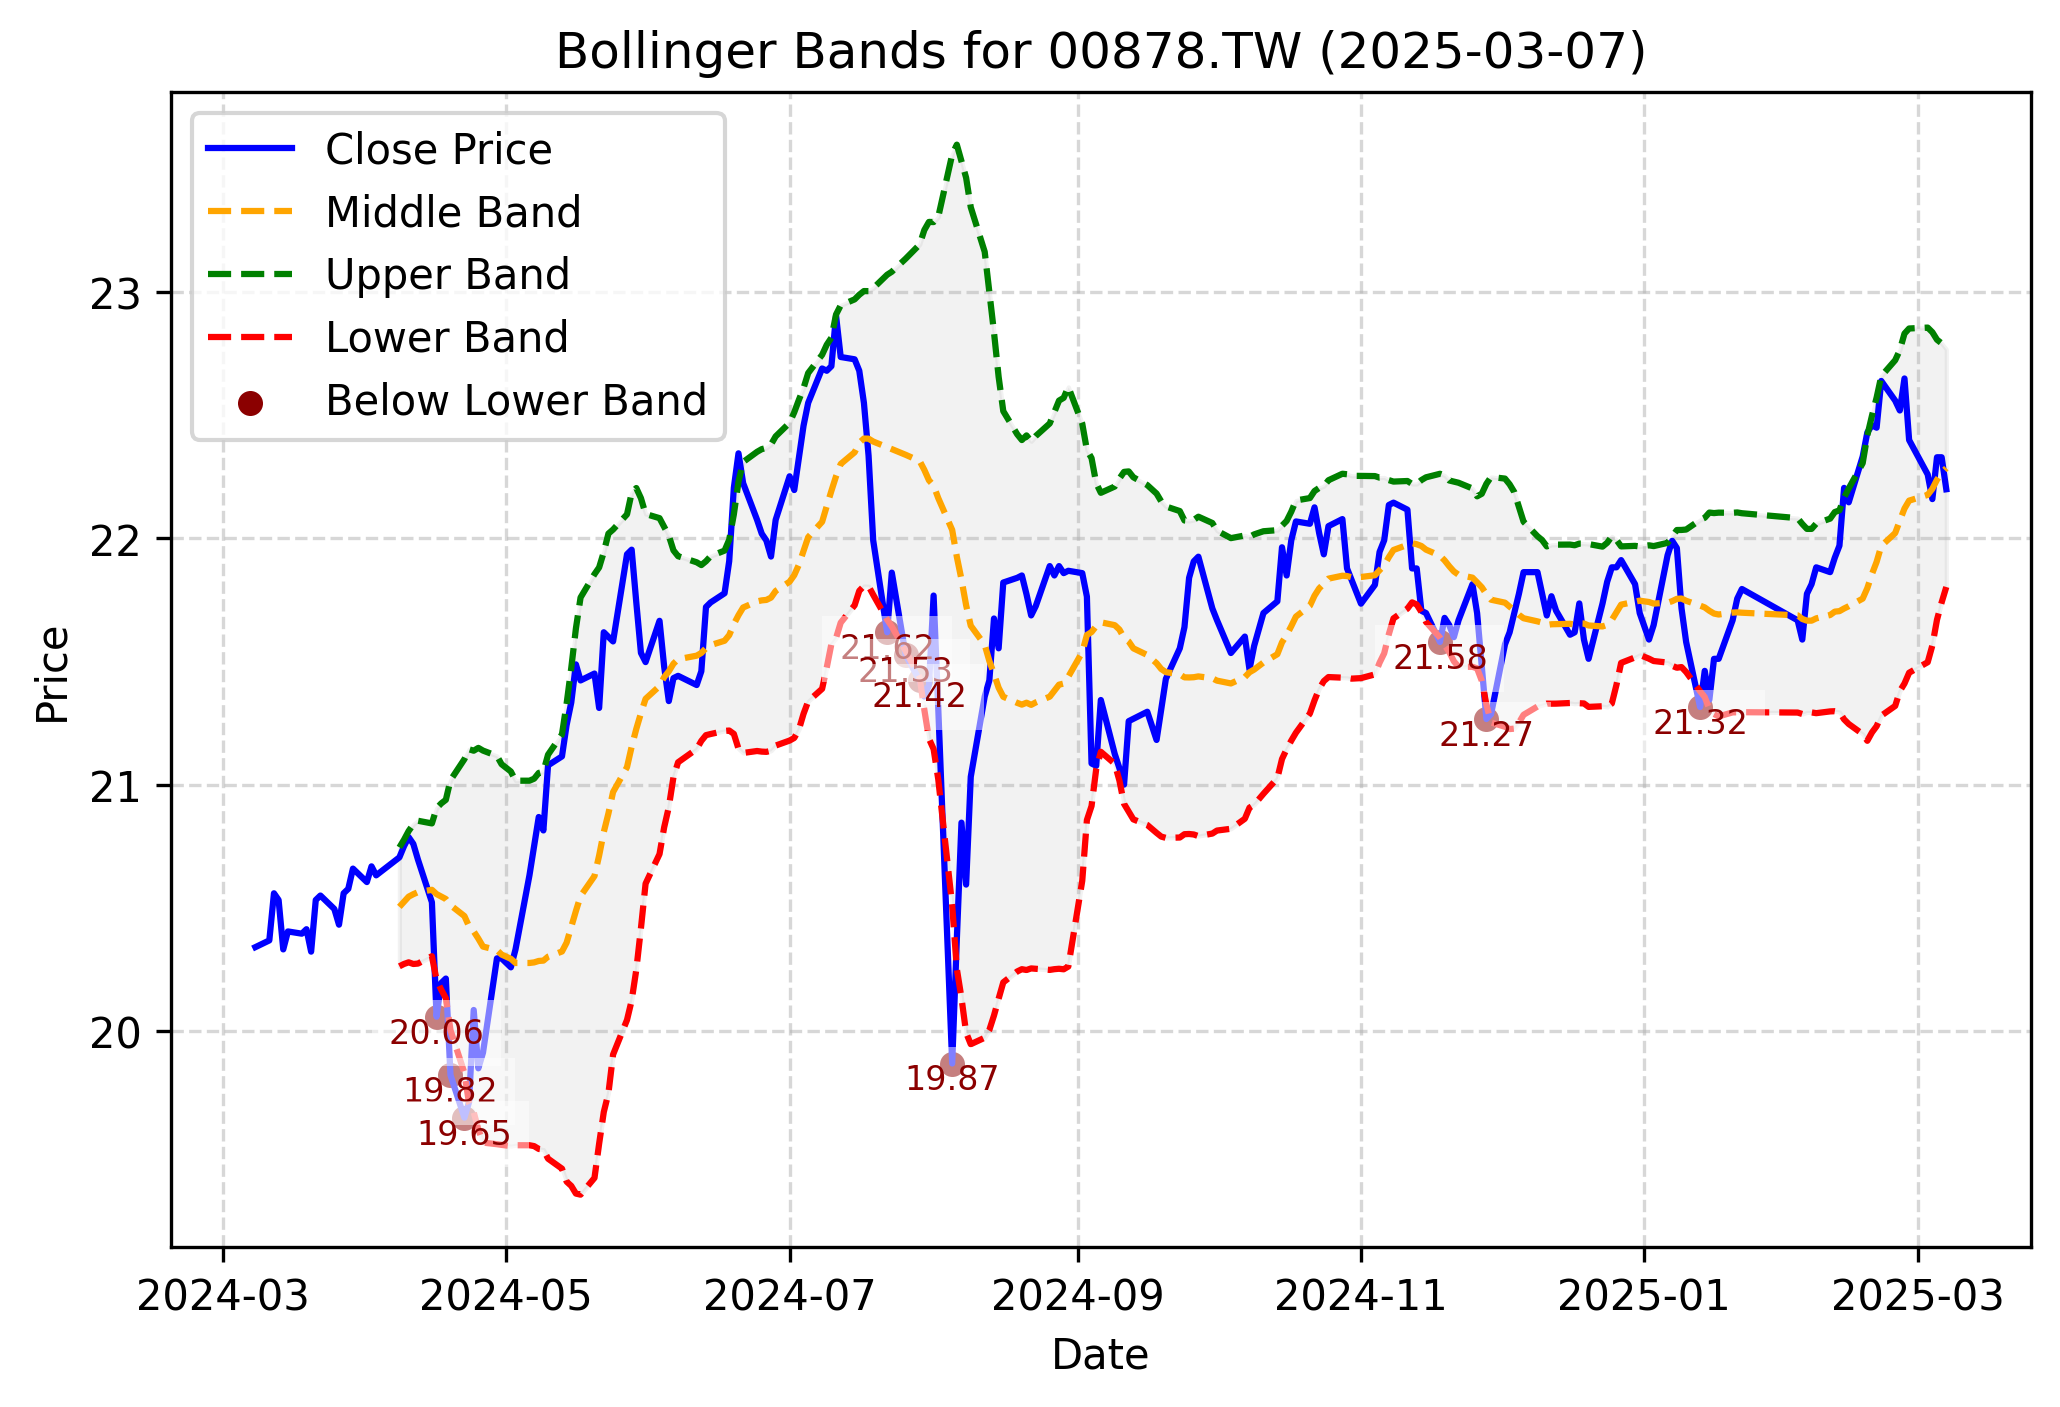 Bollinger Bands for 00878.TW (2025-03-07)
Close Price
Middle Band
Upper Band
Lower Band
Below Lower Band
Price
23
22
21
20
21.62
21.53
21.42
21.58
21.27
21.32
20.06
19.82
19.65
19.87
2024-03
2024-05
2024-07
2024-09
2024-11
2025-01
2025-03
Date